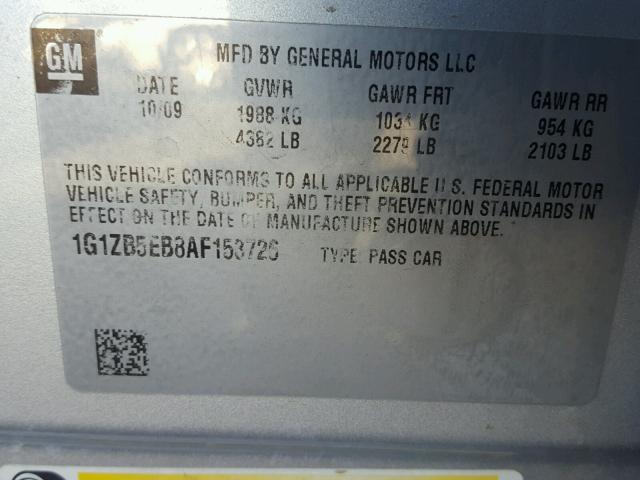 GM
MFD BY GENERAL MOTORS LLC
DATE GVWR GAWR FRT GAWR RR
10/09 1988 KG 1034 KG 954 KG
4382 LB 2279 LB 2103 LB
THIS VEHICLE CONFORMS TO ALL APPLICABLE U.S. FEDERAL MOTOR
VEHICLE SAFETY, BUMPER, AND THEFT PREVENTION STANDARDS IN
EFFECT ON THE DATE OF MANUFACTURE SHOWN ABOVE.
1G1ZB5EB8AF153726 TYPE: PASS CAR